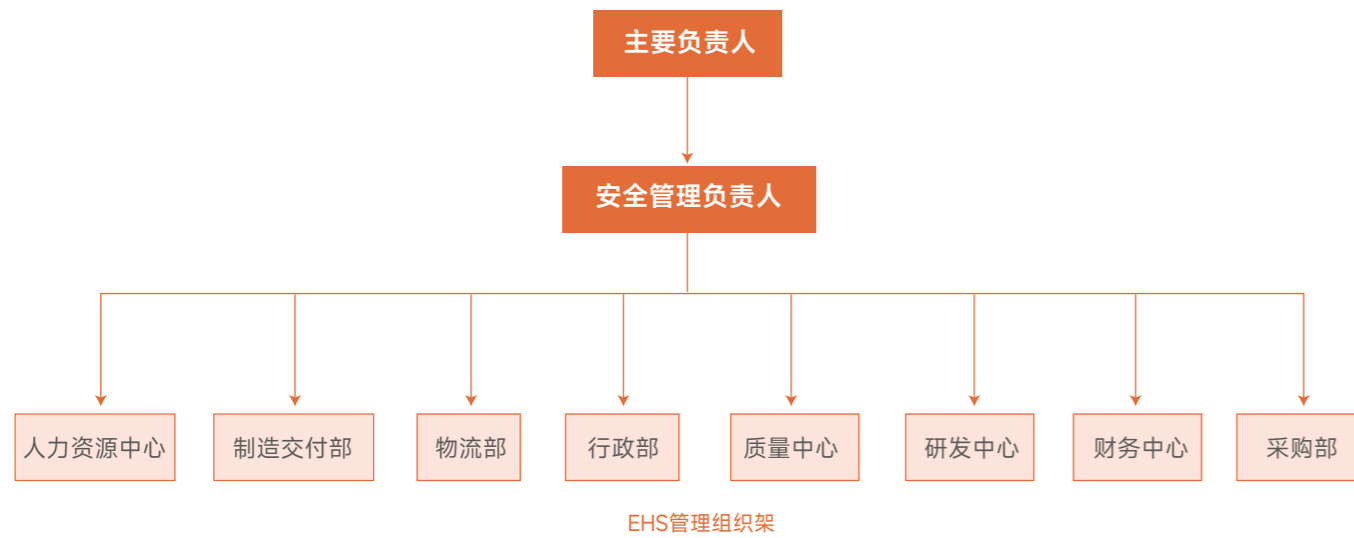 主要负责人
安全管理负责人
人力资源中心
制造交付部
物流部
行政部
质量中心
研发中心
财务中心
采购部
EHS管理组织架